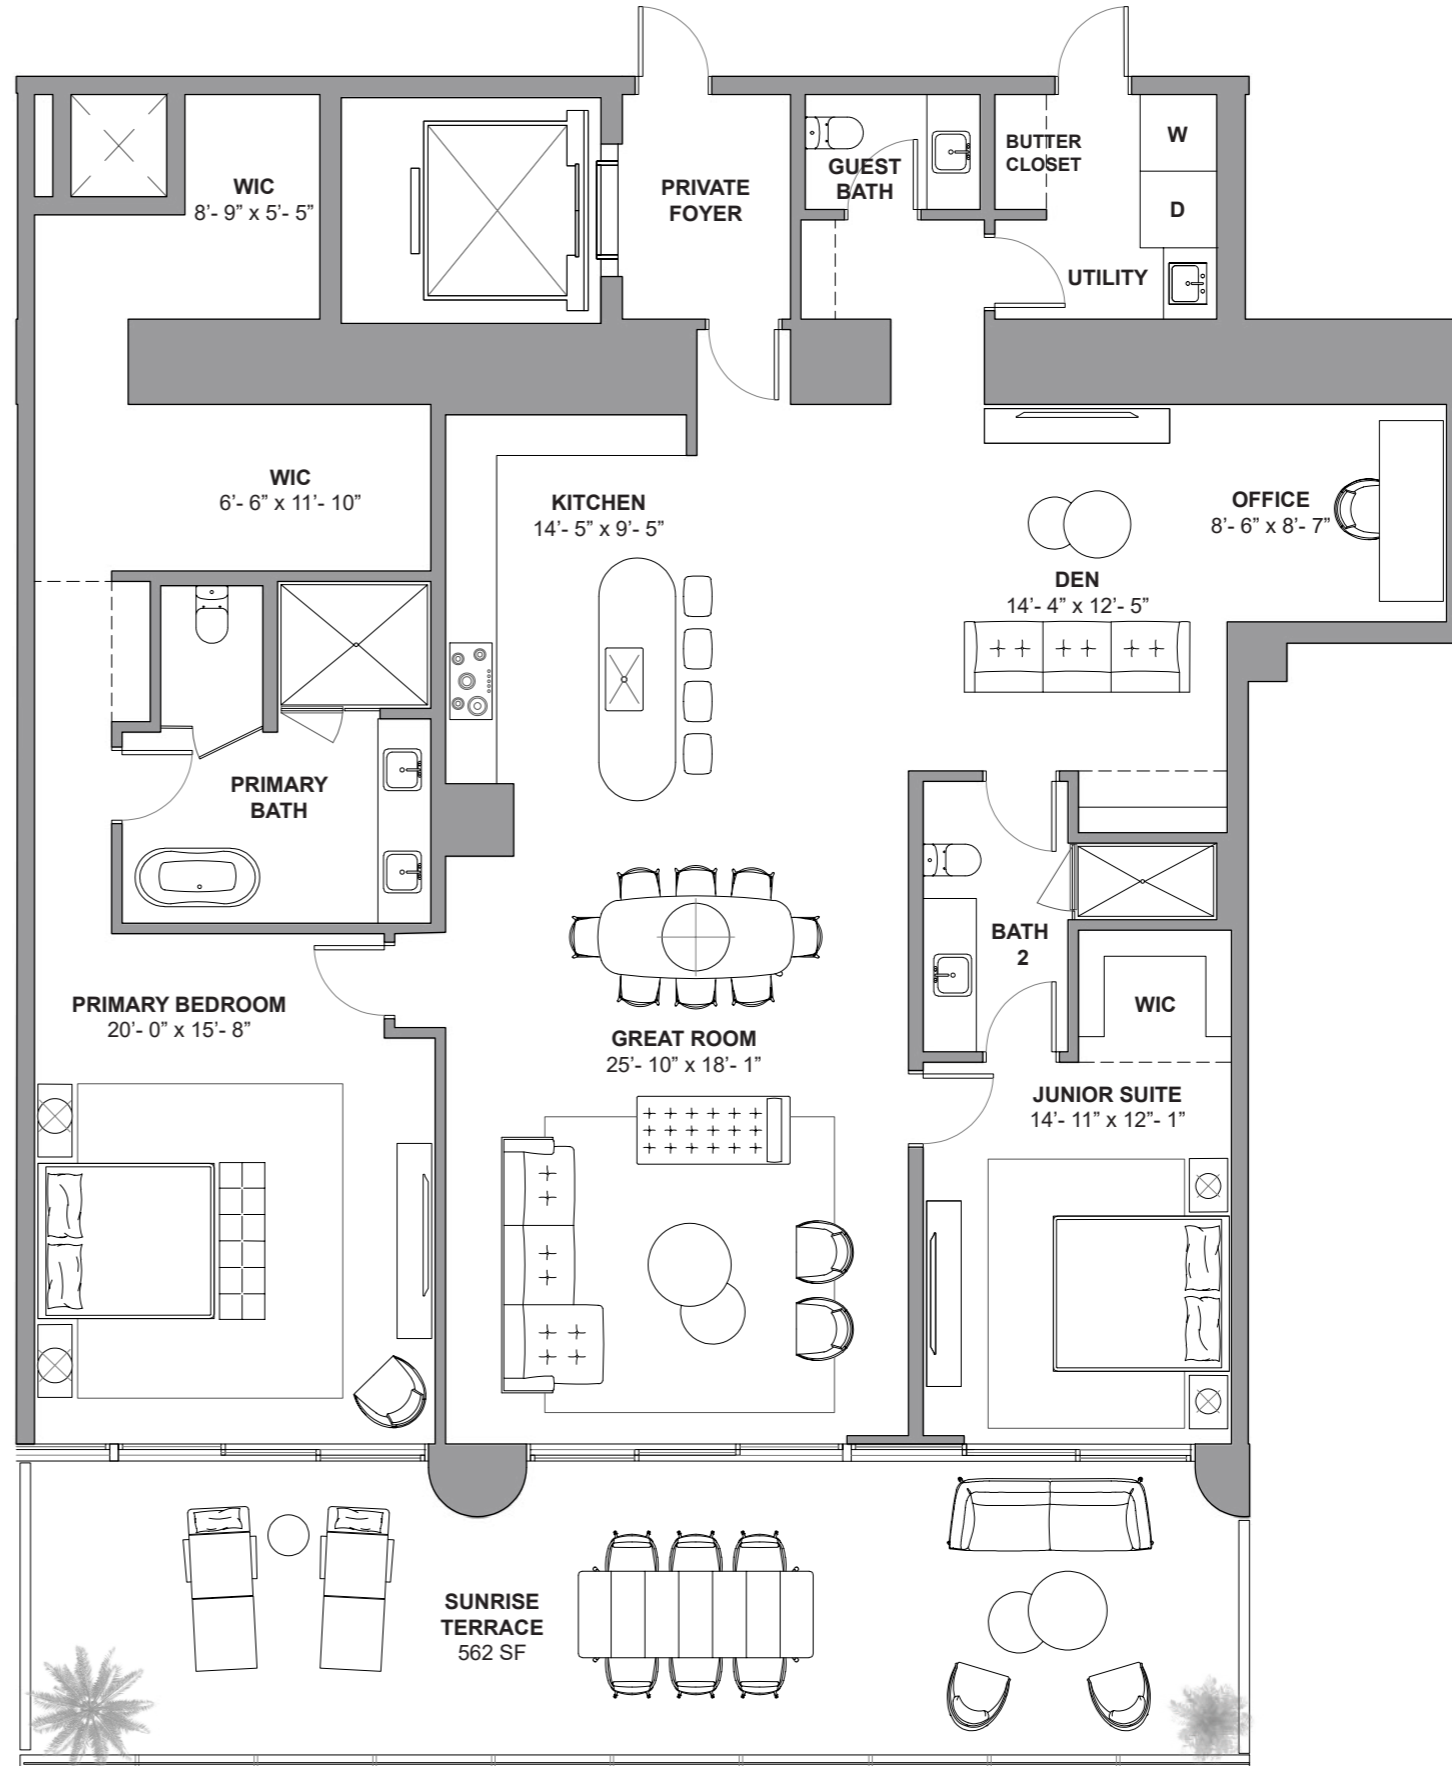 WIC
8’- 9” x 5’- 5”
PRIVATE
FOYER
GUEST
BATH
BUTTER
CLOSET
W
D
UTILITY
WIC
6’- 6” x 11’- 10”
KITCHEN
14’- 5” x 9’- 5”
OFFICE
8’- 6” x 8’- 7”
DEN
14’- 4” x 12’- 5”
PRIMARY
BATH
BATH
2
PRIMARY BEDROOM
20’- 0” x 15’- 8”
GREAT ROOM
25’- 10” x 18’- 1”
WIC
JUNIOR SUITE
14’- 11” x 12”- 1”
SUNRISE
TERRACE
562 SF